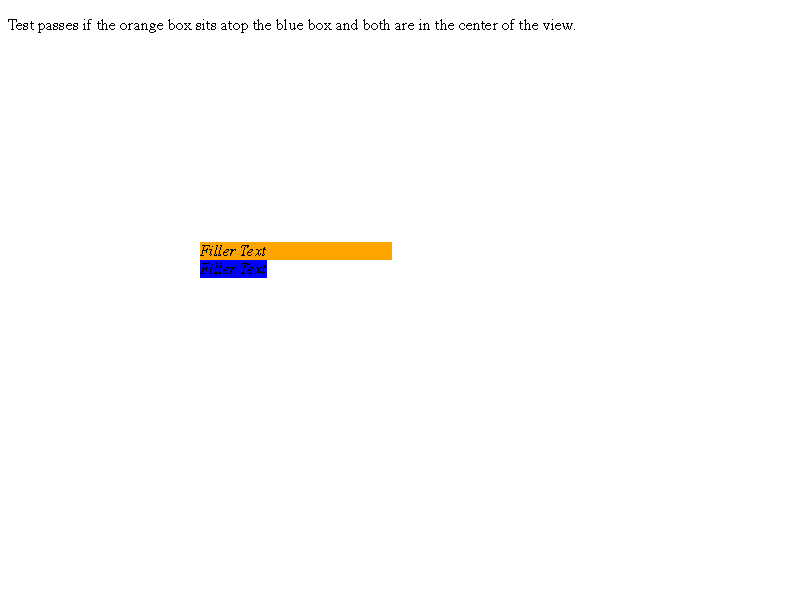 Test passes if the orange box sits atop the blue box and both are in the center of the view.
Filler Text
Filler Text